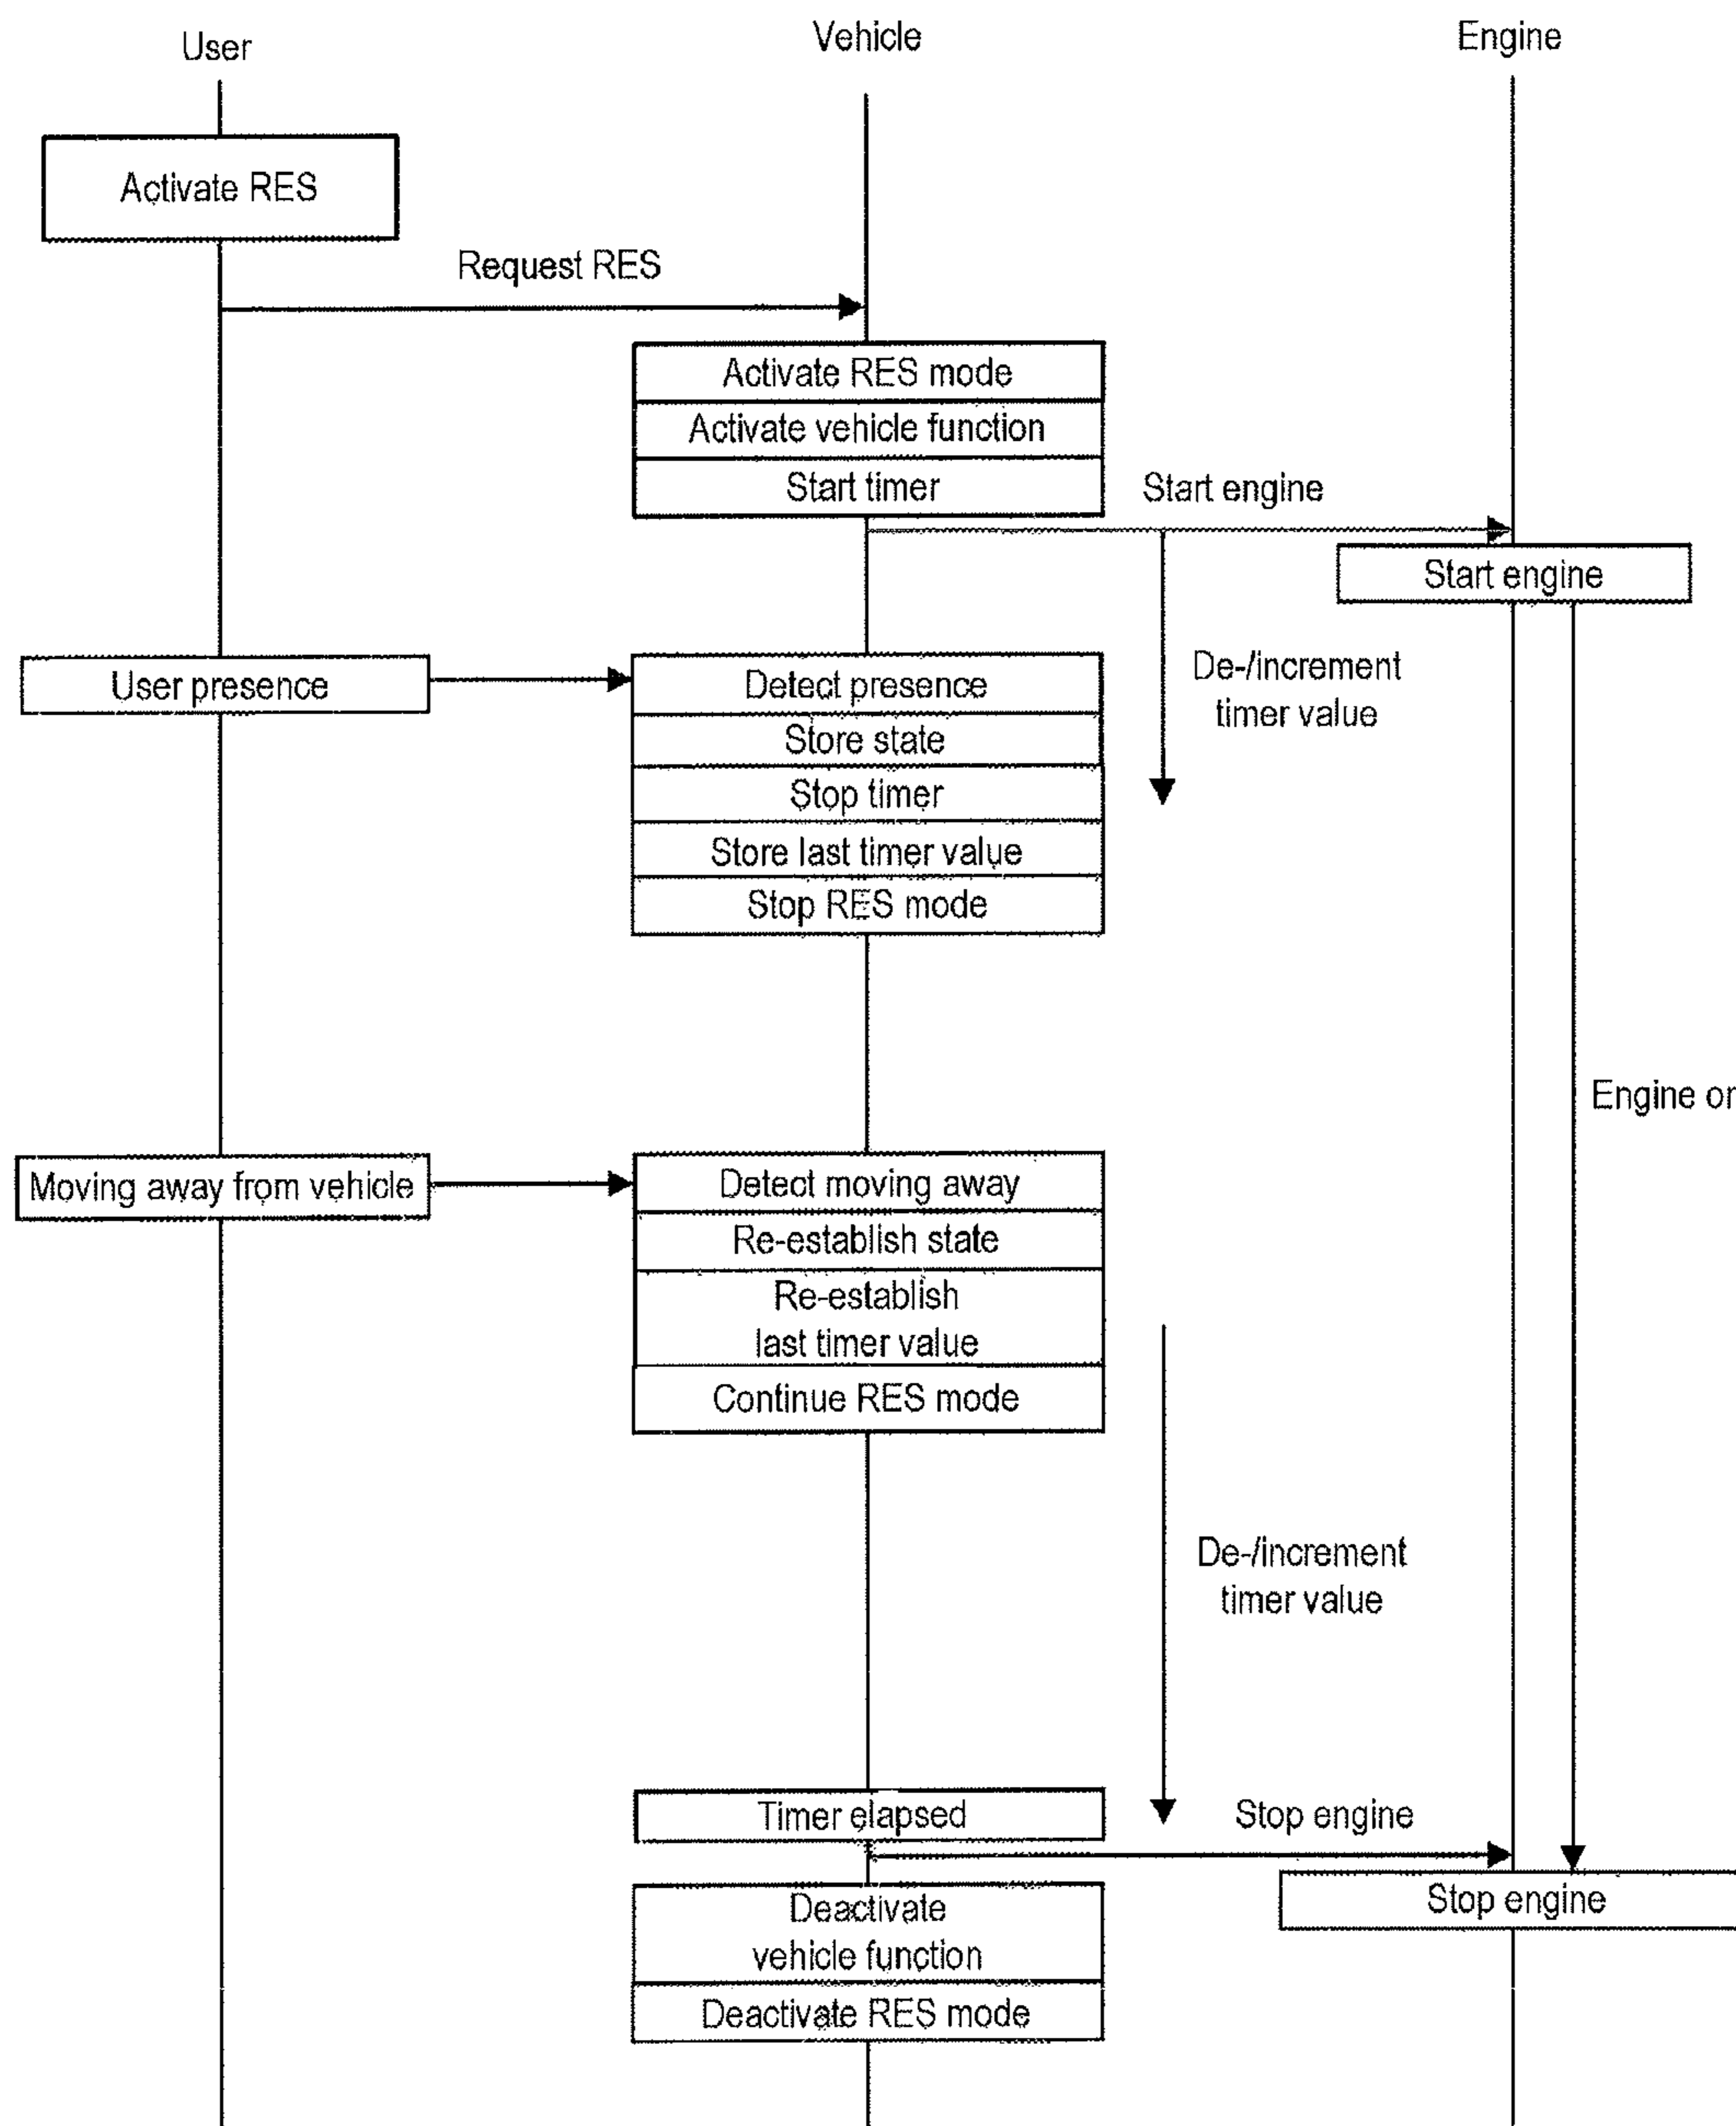 User
Vehicle
Engine
Activate RES
Request RES
Activate RES mode
Activate vehicle function
Start timer
Start engine
Start engine
User presence
Detect presence
De-/increment
timer value
Store state
Stop timer
Store last timer value
Stop RES mode
Engine on
Moving away from vehicle
Detect moving away
Re-establish state
Re-establish
last timer value
Continue RES mode
De-/increment
timer value
Timer elapsed
Stop engine
Stop engine
Deactivate
vehicle function
Deactivate RES mode